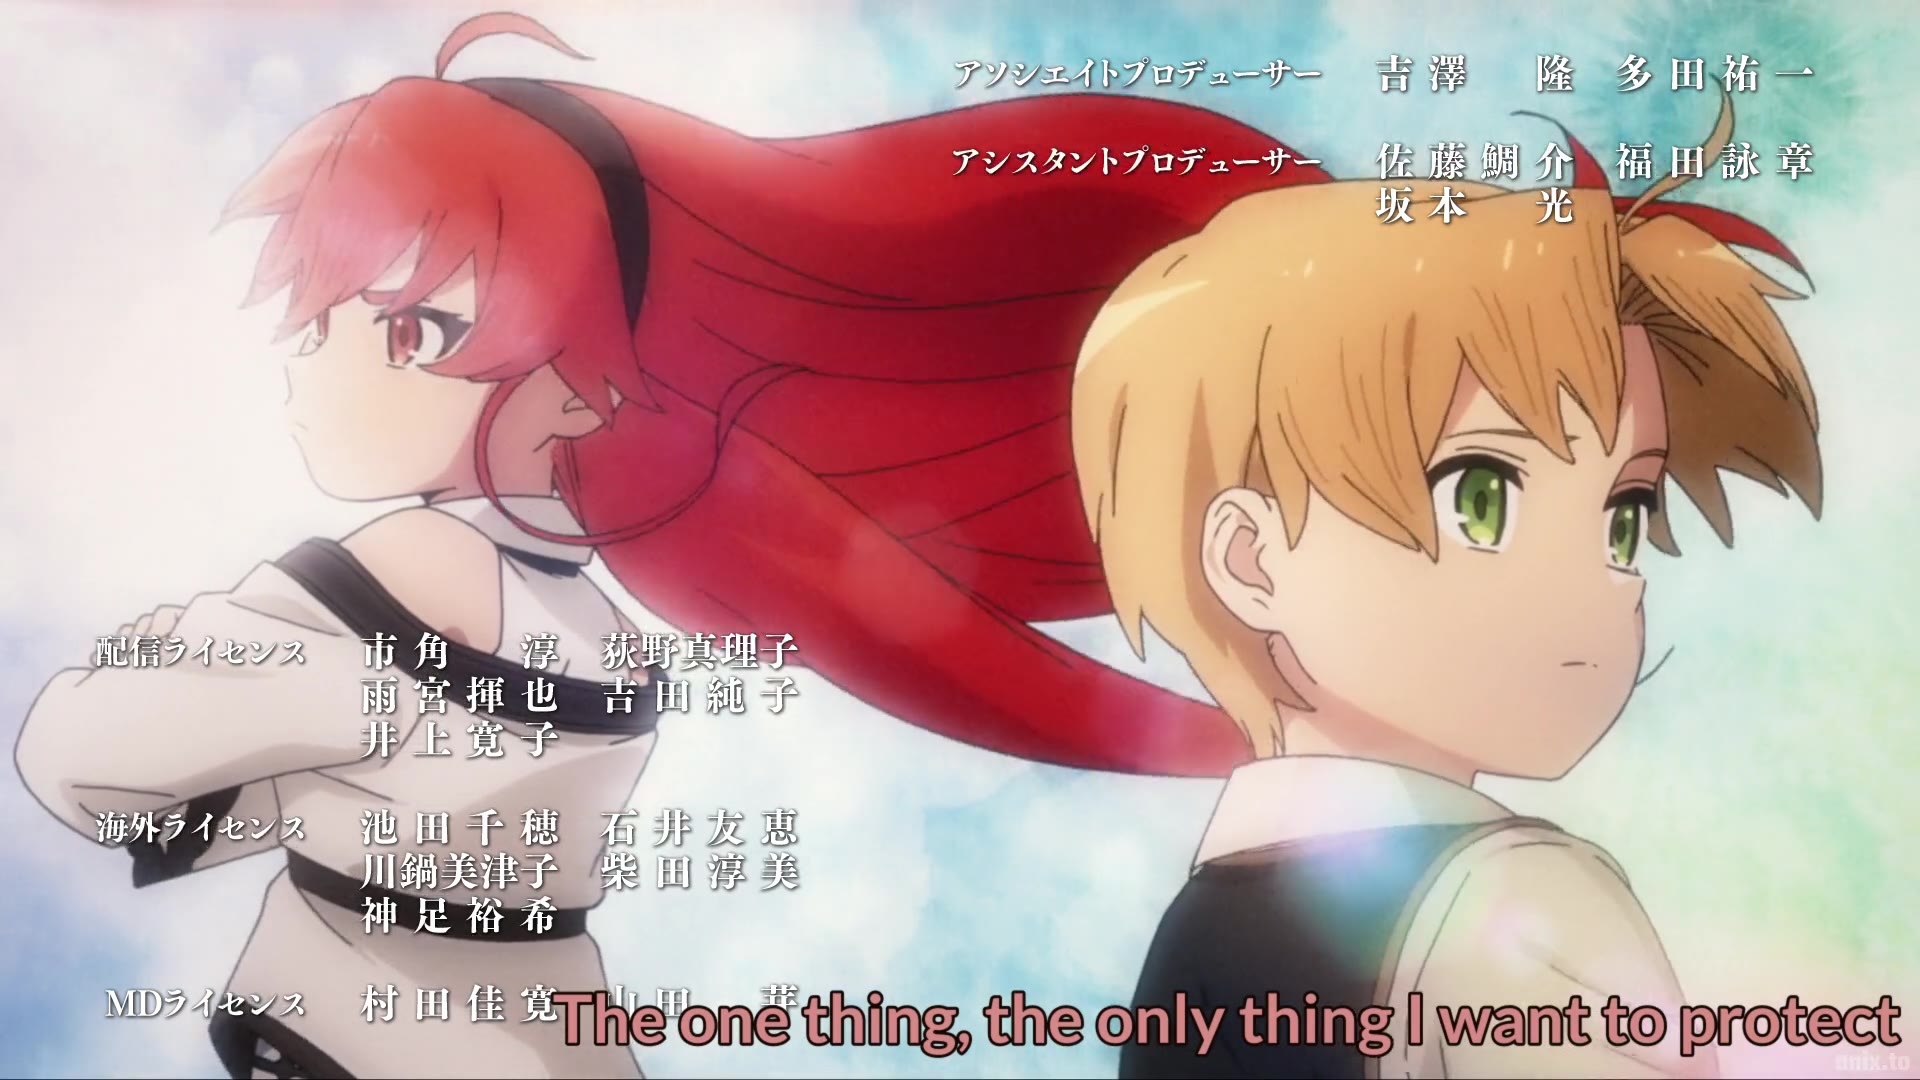 アソシエイトプロデューサー 吉澤 隆 多田祐一
アシスタントプロデューサー 佐藤鯛介 福田詠章
坂本 光
配信ライセンス 市角 淳 荻野真理子
雨宮揮也 吉田純子
井上寛子
海外ライセンス 池田千穂 石井友恵
川鍋美津子 柴田淳美
神足裕希
MDライセンス 村田佳寛 山田
The one thing, the only thing I want to protect
anix.to